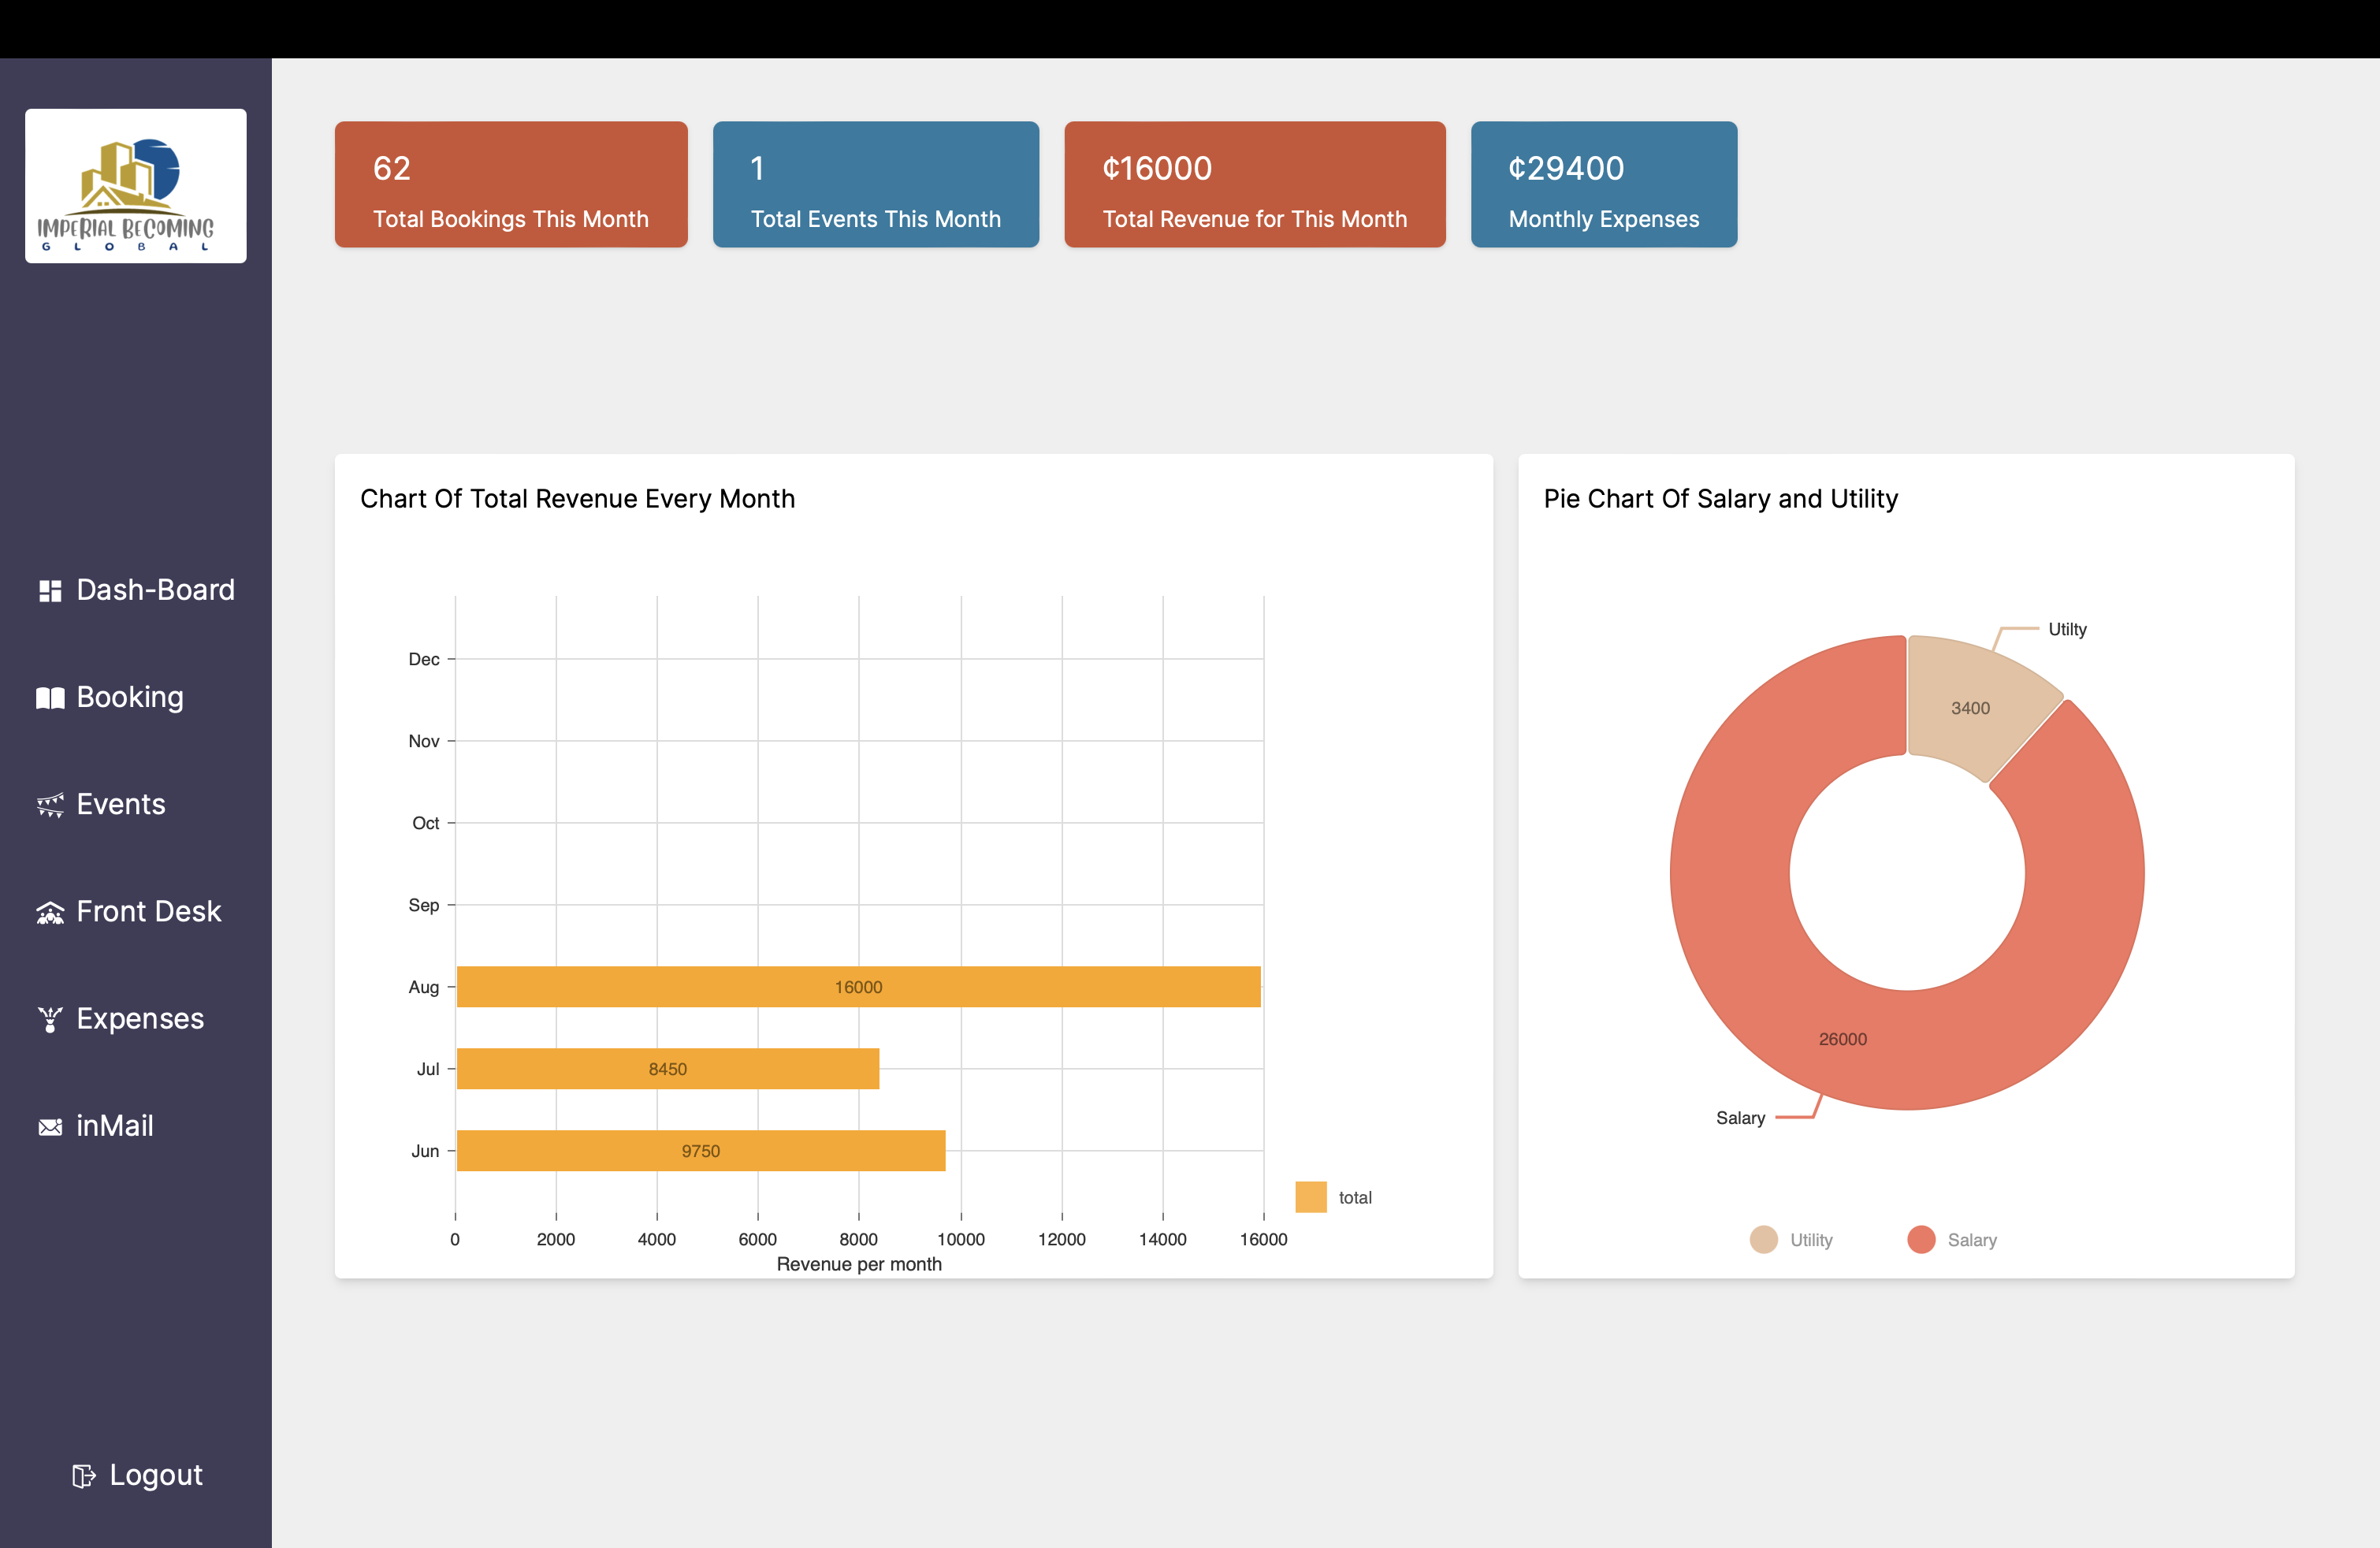 IMPERIAL BECOMING
GLOBAL
Dash-Board
Booking
Events
Front Desk
Expenses
inMail
Logout
62
Total Bookings This Month
1
Total Events This Month
¢16000
Total Revenue for This Month
¢29400
Monthly Expenses
Chart Of Total Revenue Every Month
Dec
Nov
Oct
Sep
Aug
16000
Jul
8450
Jun
9750
total
0 2000 4000 6000 8000 10000 12000 14000 16000
Revenue per month
Pie Chart Of Salary and Utility
Utilty
3400
26000
Salary
Utility Salary